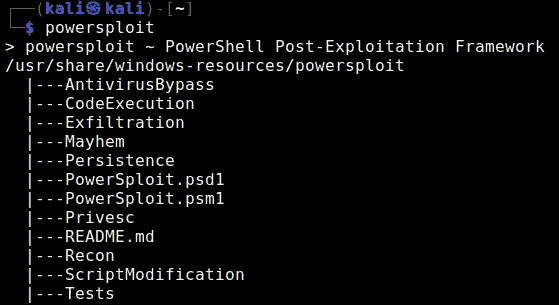 ┌──(kali㉿kali)-[~]
└─$ powersploit
> powersploit ~ PowerShell Post-Exploitation Framework
/usr/share/windows-resources/powersploit
|---AntivirusBypass
|---CodeExecution
|---Exfiltration
|---Mayhem
|---Persistence
|---PowerSploit.psd1
|---PowerSploit.psm1
|---Privesc
|---README.md
|---Recon
|---ScriptModification
|---Tests